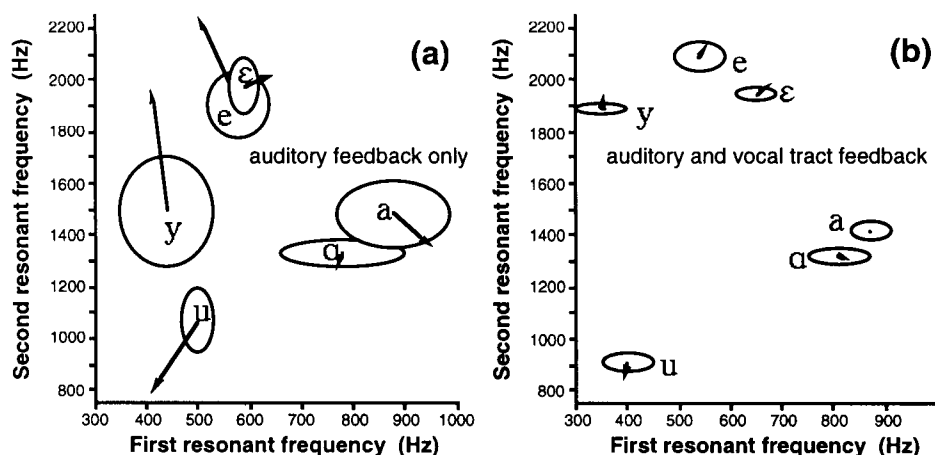 Second resonant frequency (Hz)
2200
2000
1800
1600
1400
1200
1000
800
(a)
ε
e
auditory feedback only
y
a
ɑ
u
300 400 500 600 700 800 900 1000
First resonant frequency (Hz)
Second resonant frequency (Hz)
2200
2000
1800
1600
1400
1200
1000
800
(b)
e
ε
y
auditory and vocal tract feedback
a
ɑ
u
300 400 500 600 700 800 900
First resonant frequency (Hz)